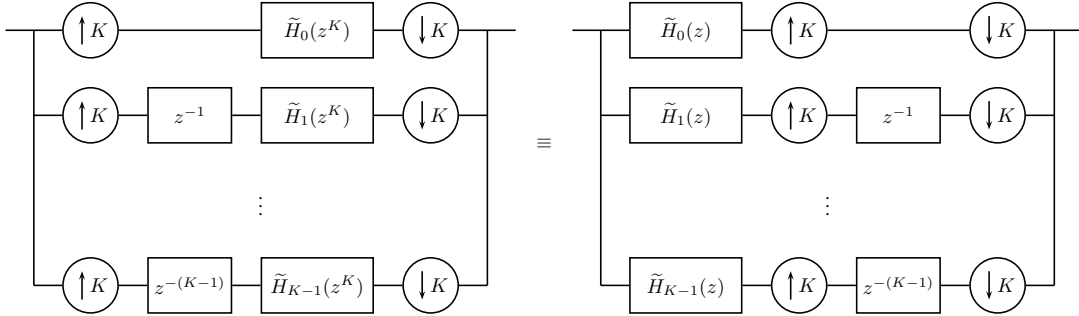 ↑K H̃₀(z^K) ↓K H̃₀(z) ↑K ↓K
↑K z⁻¹ H̃₁(z^K) ↓K ≡ H̃₁(z) ↑K z⁻¹ ↓K
⋮ ⋮
↑K z^{-(K-1)} H̃_{K-1}(z^K) ↓K H̃_{K-1}(z) ↑K z^{-(K-1)} ↓K